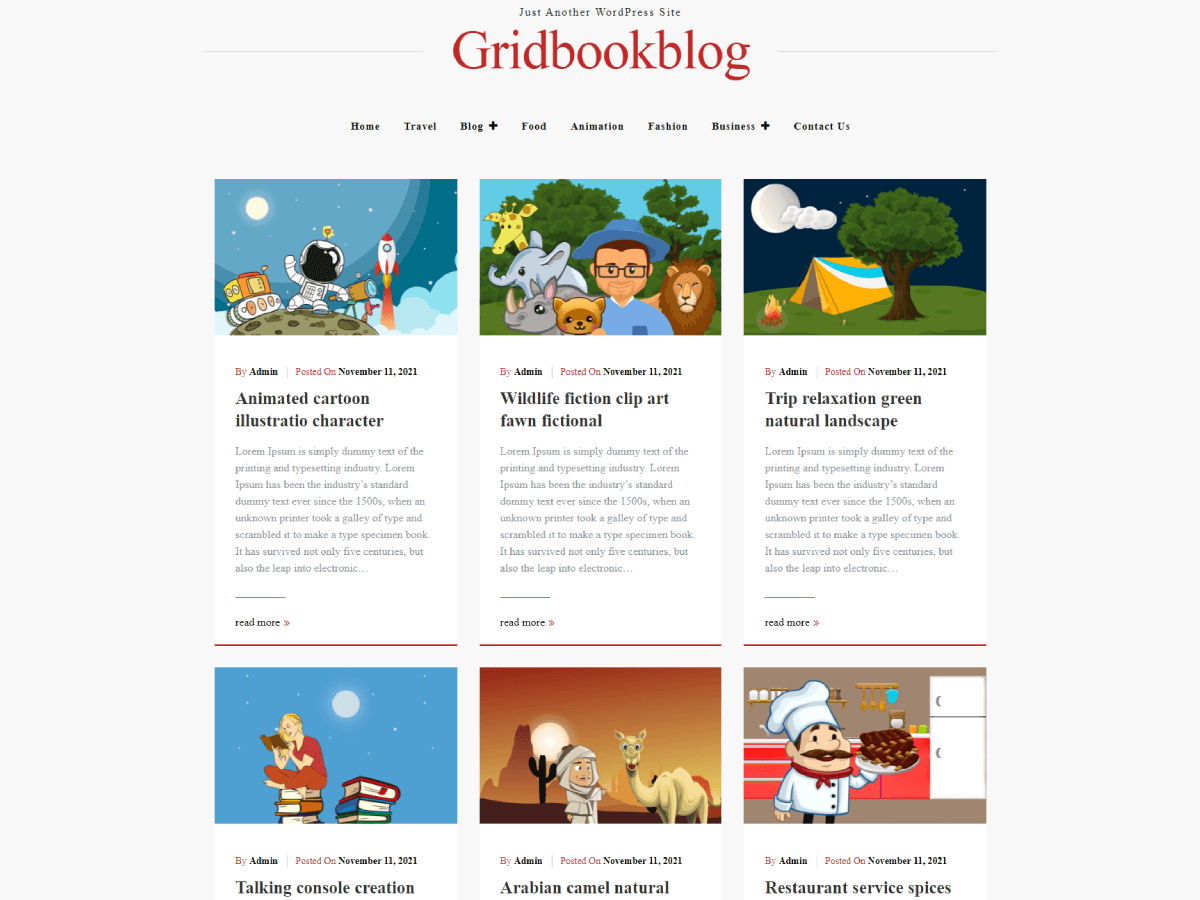 Just Another WordPress Site
Gridbookblog
Home Travel Blog ✚ Food Animation Fashion Business ✚ Contact Us
By Admin Posted On November 11, 2021
Animated cartoon
illustratio character
Lorem Ipsum is simply dummy text of the
printing and typesetting industry. Lorem
Ipsum has been the industry’s standard
dummy text ever since the 1500s, when an
unknown printer took a galley of type and
scrambled it to make a type specimen book.
It has survived not only five centuries, but
also the leap into electronic…
read more »
By Admin Posted On November 11, 2021
Wildlife fiction clip art
fawn fictional
Lorem Ipsum is simply dummy text of the
printing and typesetting industry. Lorem
Ipsum has been the industry’s standard
dummy text ever since the 1500s, when an
unknown printer took a galley of type and
scrambled it to make a type specimen book.
It has survived not only five centuries, but
also the leap into electronic…
read more »
By Admin Posted On November 11, 2021
Trip relaxation green
natural landscape
Lorem Ipsum is simply dummy text of the
printing and typesetting industry. Lorem
Ipsum has been the industry’s standard
dummy text ever since the 1500s, when an
unknown printer took a galley of type and
scrambled it to make a type specimen book.
It has survived not only five centuries, but
also the leap into electronic…
read more »
By Admin Posted On November 11, 2021
Talking console creation
By Admin Posted On November 11, 2021
Arabian camel natural
By Admin Posted On November 11, 2021
Restaurant service spices